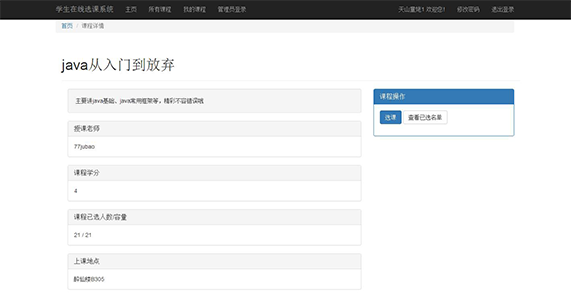 学生在线选课系统 主页 所有课程 我的课程 管理员登录 天山童姥1 欢迎您! 修改密码 退出登录
首页 / 课程详情
java从入门到放弃
主要讲java基础、java常用框架等，精彩不容错误哦
课程操作
选课 查看已选名单
授课老师
77jubao
课程学分
4
课程已选人数/容量
21 / 21
上课地点
解仙楼B305